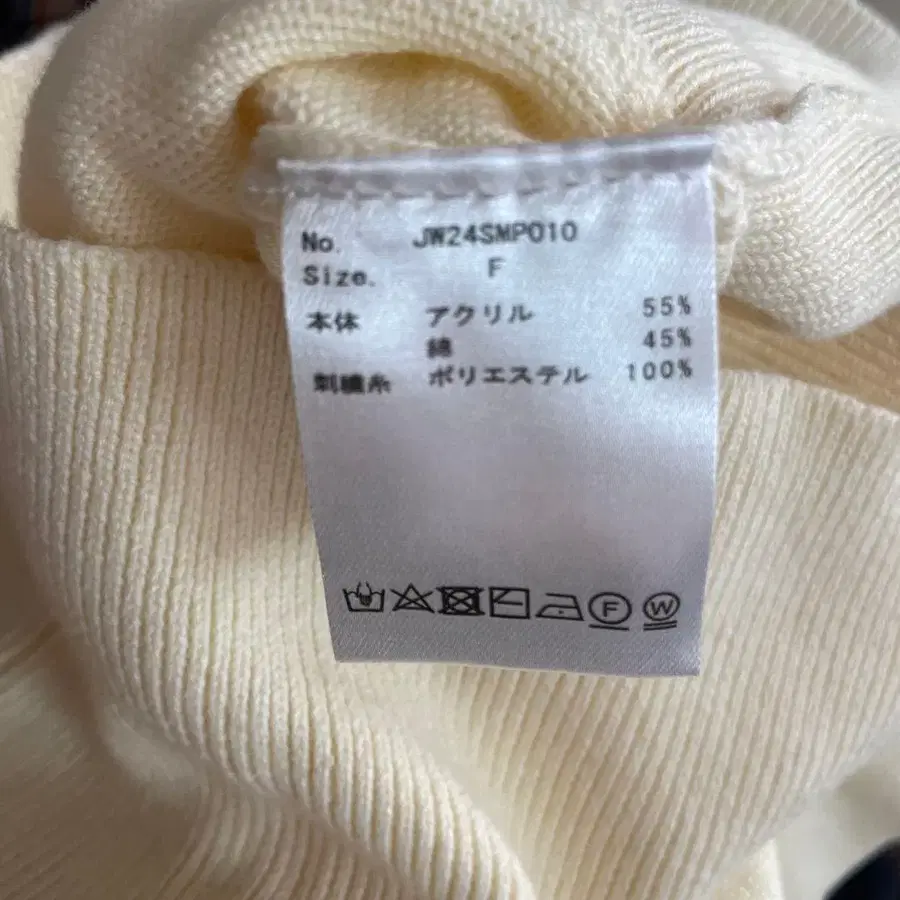 No. JW24SMP010
Size. F
本体 アクリル 55%
綿 45%
刺繍糸 ポリエステル 100%
F W